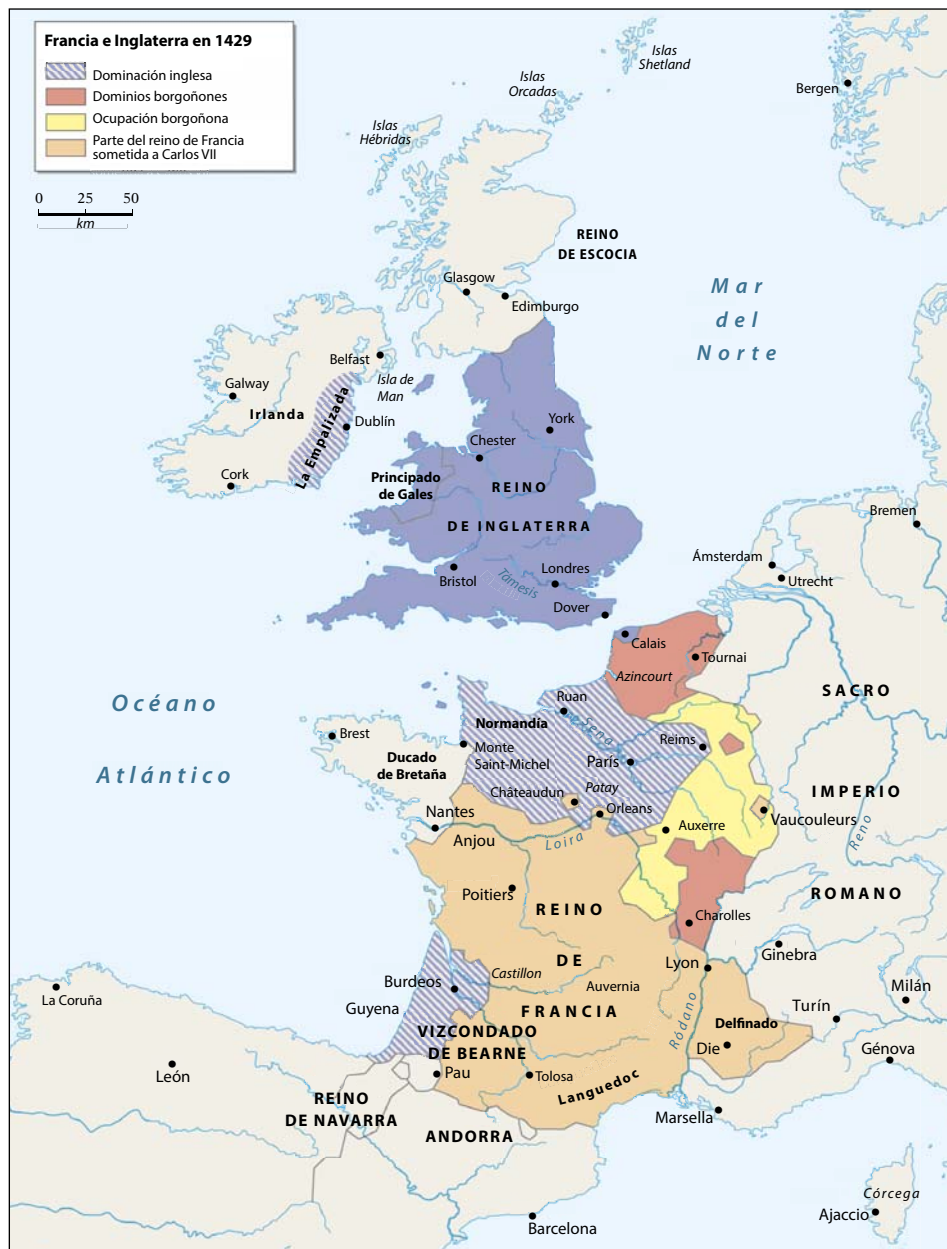 Francia e Inglaterra en 1429
Dominación inglesa
Dominios borgoñones
Ocupación borgoñona
Parte del reino de Francia
sometida a Carlos VII
0 25 50
km
Islas
Shetland
Islas
Orcadas
Islas
Hébridas
Bergen
REINO
DE ESCOCIA
Glasgow
Edimburgo
Mar
del
Norte
Belfast
Isla de
Man
Galway
Irlanda
La Empalizada
Dublín
Cork
York
Chester
Principado
de Gales
REINO
DE INGLATERRA
Bristol
Támesis
Londres
Dover
Bremen
Ámsterdam
Utrecht
Calais
Tournai
Azincourt
SACRO
Océano
Atlántico
Ruan
Normandía
Sena
Reims
Brest
Ducado
de Bretaña
Monte
Saint-Michel
París
Patay
Châteaudun
Orleans
IMPERIO
Vaucouleurs
Reno
Nantes
Anjou
Loira
Auxerre
Poitiers
REINO
ROMANO
Charolles
DE
Lyon
Ginebra
Castillon
Auvernia
Burdeos
Guyena
FRANCIA
La Coruña
Milán
Turín
Ródano
Delfinado
Die
VIZCONDADO
DE BEARNE
Pau
Génova
León
Tolosa
Languedoc
REINO
DE NAVARRA
Marsella
ANDORRA
Córcega
Ajaccio
Barcelona